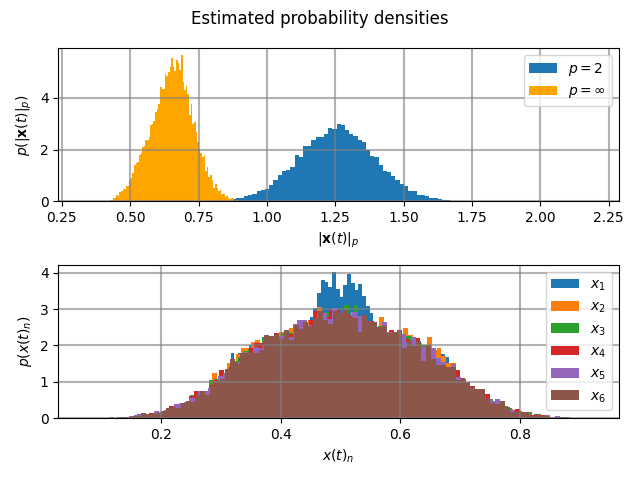 Estimated probability densities
p(|x(t)|ₚ)
4
2
0
p = 2
p = ∞
0.25 0.50 0.75 1.00 1.25 1.50 1.75 2.00 2.25
|x(t)|ₚ
p(x(t)ₙ)
4
3
2
1
0
x₁
x₂
x₃
x₄
x₅
x₆
0.2 0.4 0.6 0.8
x(t)ₙ